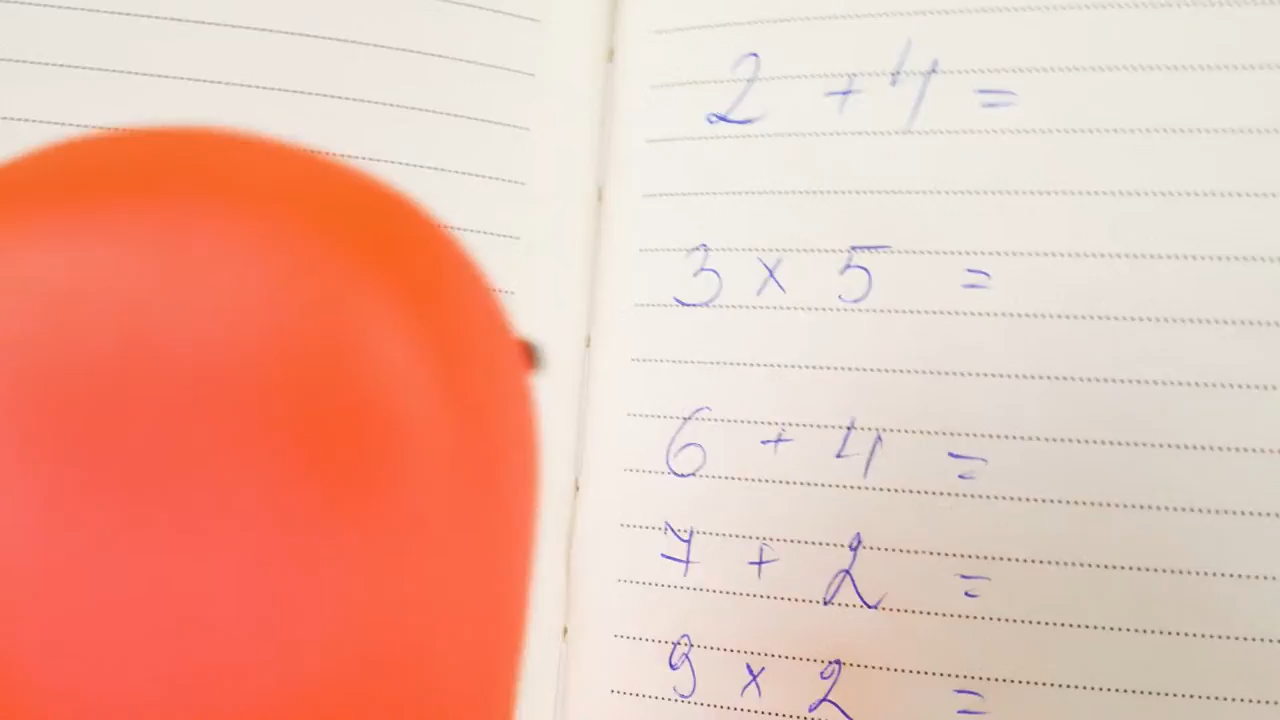 2 + 4 =
3 x 5 =
6 + 4 =
7 + 2 =
9 x 2 =